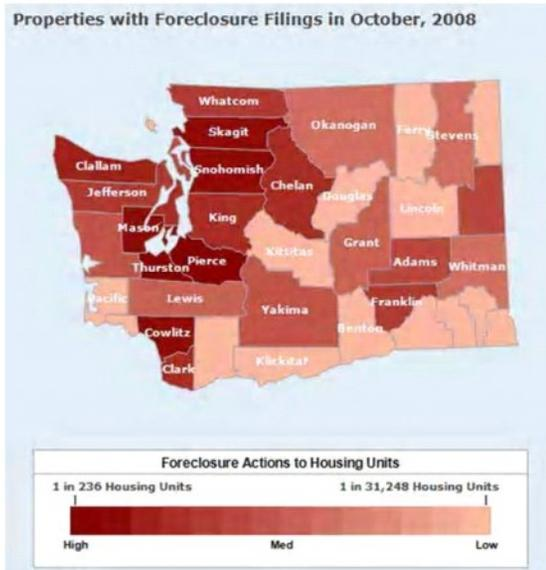 Properties with Foreclosure Filings in October, 2008
Whatcom
Okanogan
Ferry
Stevens
Skagit
Clallam
Snohomish
Chelan
Jefferson
Douglas
Lincoln
King
Mason
Kittitas
Grant
Pierce
Adams
Whitman
Thurston
Pacific
Lewis
Franklin
Yakima
Cowlitz
Benton
Klickitat
Clark
Foreclosure Actions to Housing Units
1 in 236 Housing Units 1 in 31,248 Housing Units
High Med Low